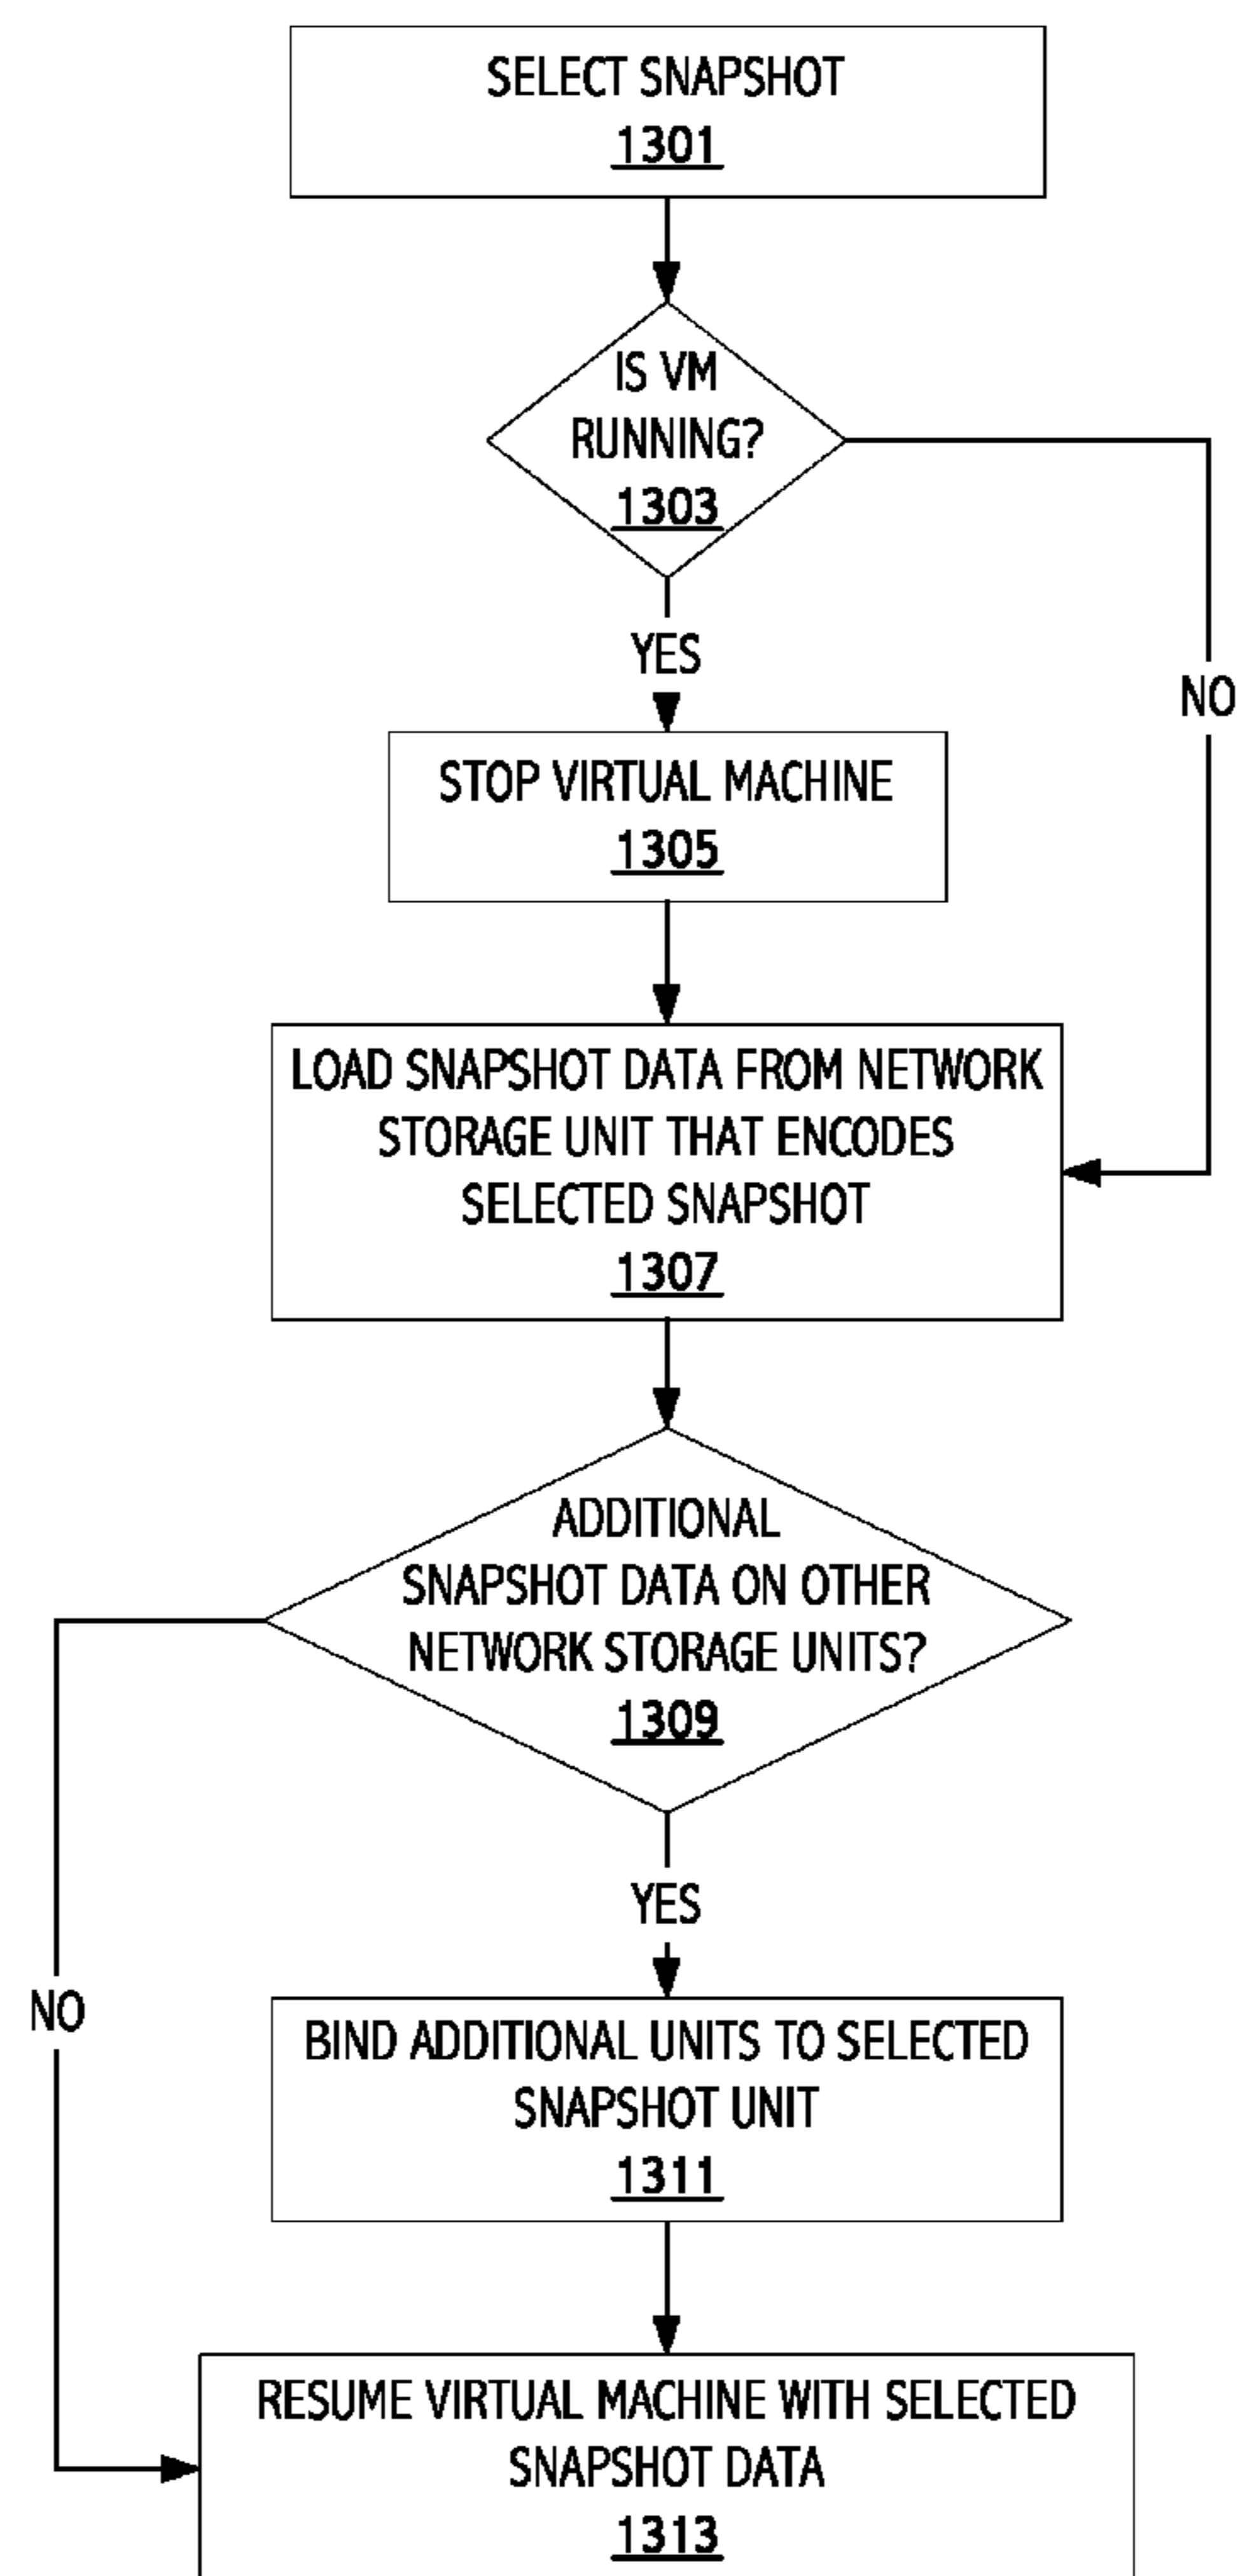 SELECT SNAPSHOT
1301
IS VM
RUNNING?
1303
YES
NO
STOP VIRTUAL MACHINE
1305
LOAD SNAPSHOT DATA FROM NETWORK
STORAGE UNIT THAT ENCODES
SELECTED SNAPSHOT
1307
ADDITIONAL
SNAPSHOT DATA ON OTHER
NETWORK STORAGE UNITS?
1309
YES
NO
BIND ADDITIONAL UNITS TO SELECTED
SNAPSHOT UNIT
1311
RESUME VIRTUAL MACHINE WITH SELECTED
SNAPSHOT DATA
1313